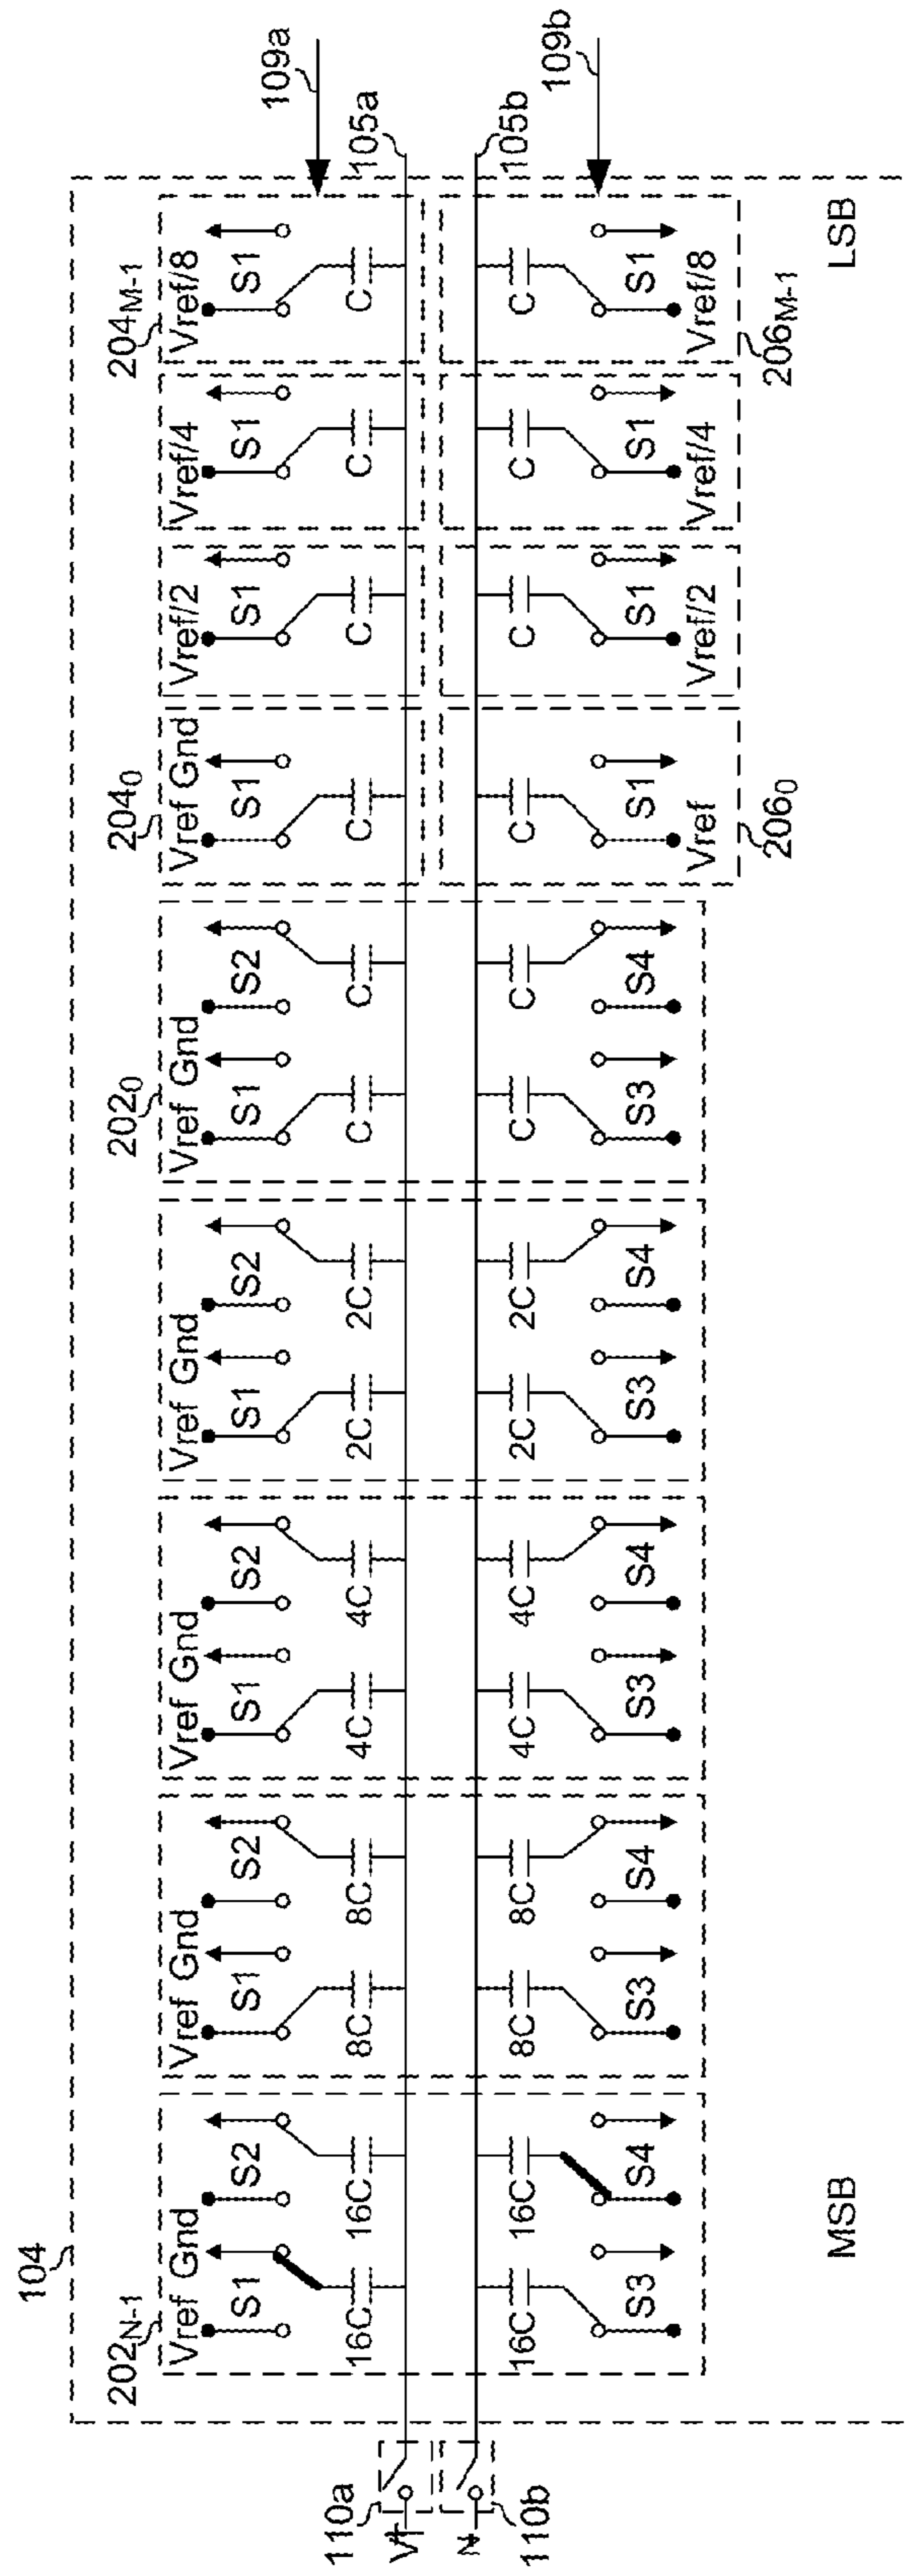 104
202N-1 2020 2040 204M-1
Vref Gnd Vref Gnd Vref Gnd Vref Gnd Vref Gnd Vref Gnd Vref/2 Vref/4 Vref/8
S1 S2 S1 S2 S1 S2 S1 S2 S1 S2 S1 S1 S1 S1
109a
16C 16C 8C 8C 4C 4C 2C 2C C C C C C C
110a
105a
105b
16C 16C 8C 8C 4C 4C 2C 2C C C C C C C
110b
109b
S3 S4 S3 S4 S3 S4 S3 S4 S3 S4 S1 S1 S1 S1
Vref Vref/2 Vref/4 Vref/8
2060 206M-1
MSB LSB